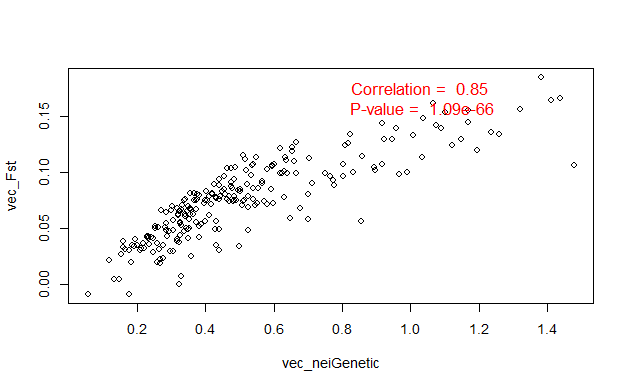 Correlation = 0.85
P-value = 1.09e-66
vec_Fst
0.15
0.10
0.05
0.00
0.2 0.4 0.6 0.8 1.0 1.2 1.4
vec_neiGenetic